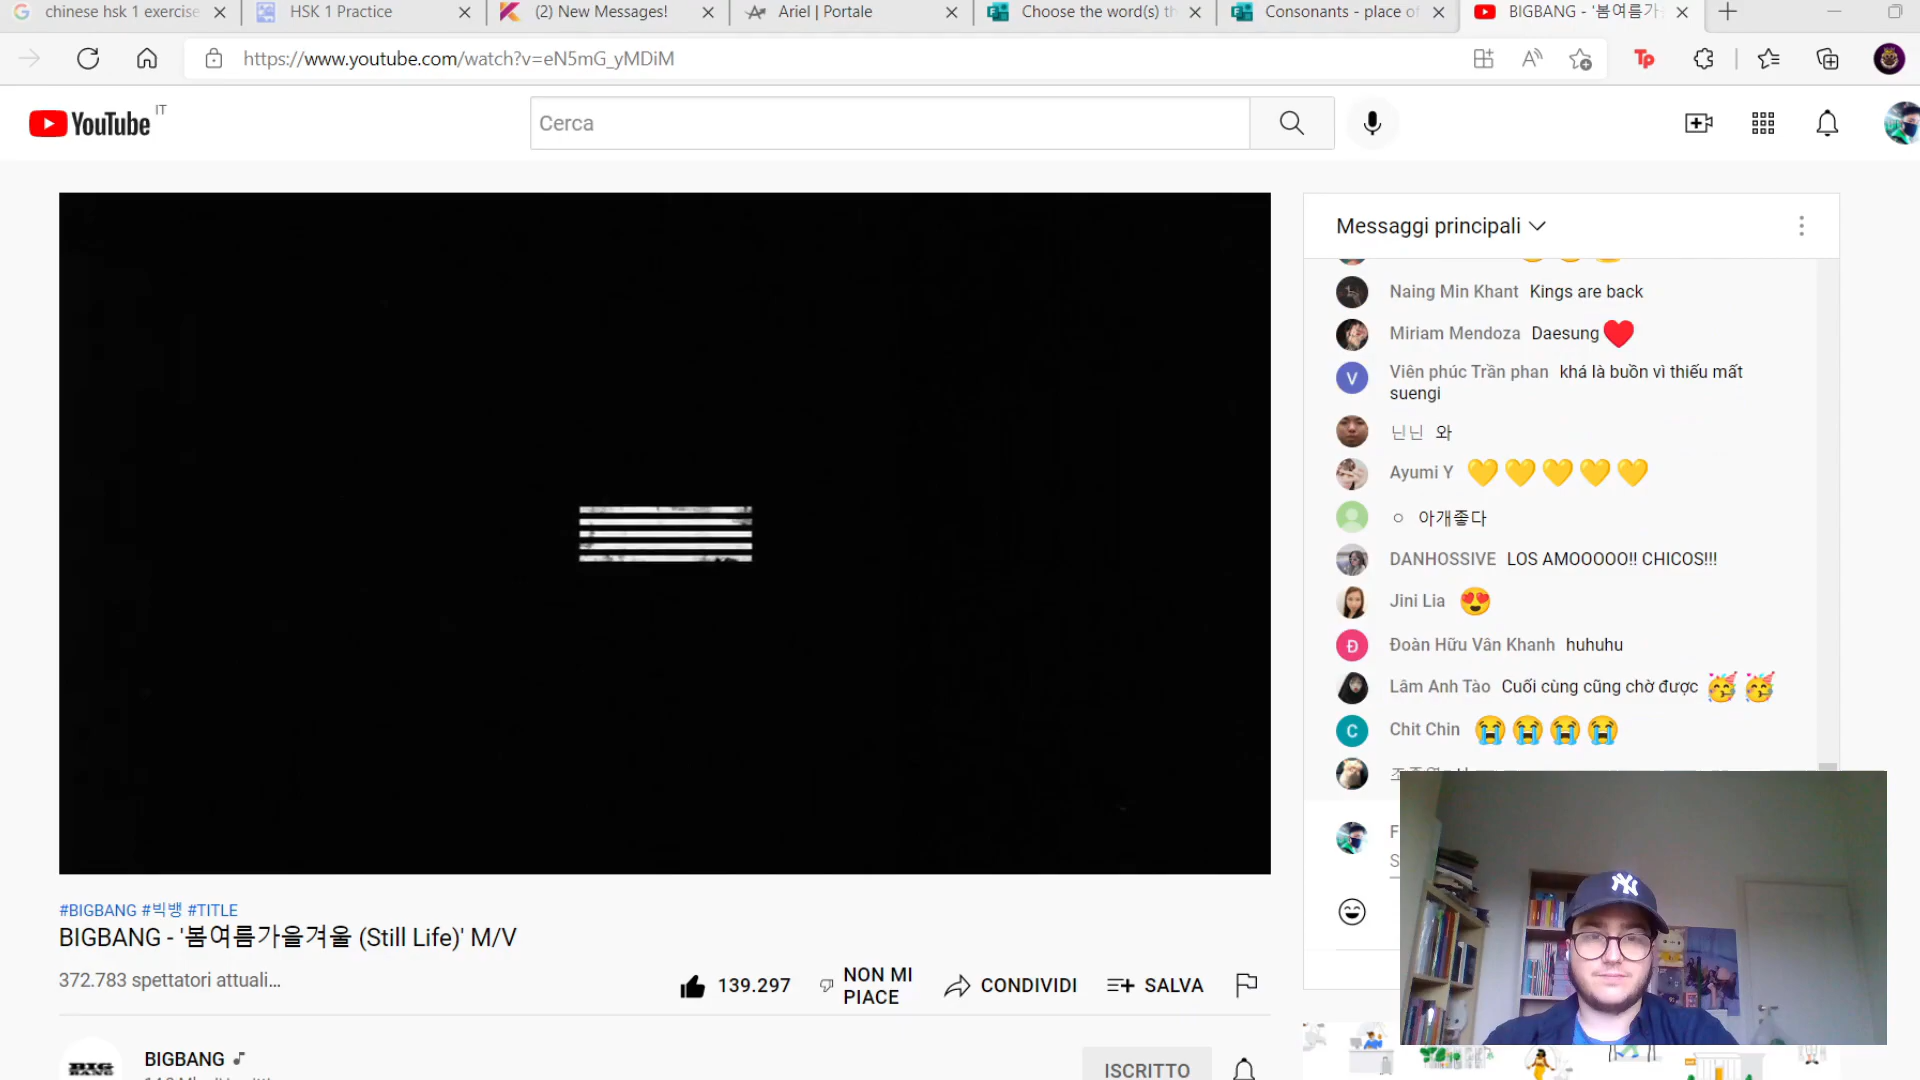 chinese hsk 1 exercise
HSK 1 Practice
(2) New Messages!
Ariel | Portale
Choose the word(s) th
Consonants - place of
BIGBANG - '봄여름가
https://www.youtube.com/watch?v=eN5mG_yMDiM
Tp
YouTube IT
Cerca
Messaggi principali
Naing Min Khant Kings are back
Miriam Mendoza Daesung ❤️
V Viên phúc Trần phan khá là buồn vì thiếu mất
suengi
닌닌 와
Ayumi Y 💛💛💛💛💛
ㅇ 아개좋다
DANHOSSIVE LOS AMOOOOO!! CHICOS!!!
Jini Lia 😍
Đ Đoàn Hữu Vân Khanh huhuhu
Lâm Anh Tào Cuối cùng cũng chờ được 🥳🥳
C Chit Chin 😭😭😭😭
F
S
NY
#BIGBANG #빅뱅 #TITLE
BIGBANG - '봄여름가을겨울 (Still Life)' M/V
372.783 spettatori attuali...
139.297
NON MI
PIACE
CONDIVIDI
SALVA
BIG
BANG
BIGBANG
ISCRITTO